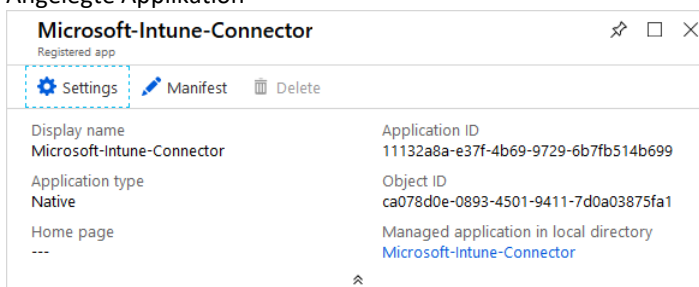 Angelegte Applikation
Microsoft-Intune-Connector
Registered app
Settings
Manifest
Delete
Display name
Microsoft-Intune-Connector
Application ID
11132a8a-e37f-4b69-9729-6b7fb514b699
Application type
Native
Object ID
ca078d0e-0893-4501-9411-7d0a03875fa1
Home page
---
Managed application in local directory
Microsoft-Intune-Connector